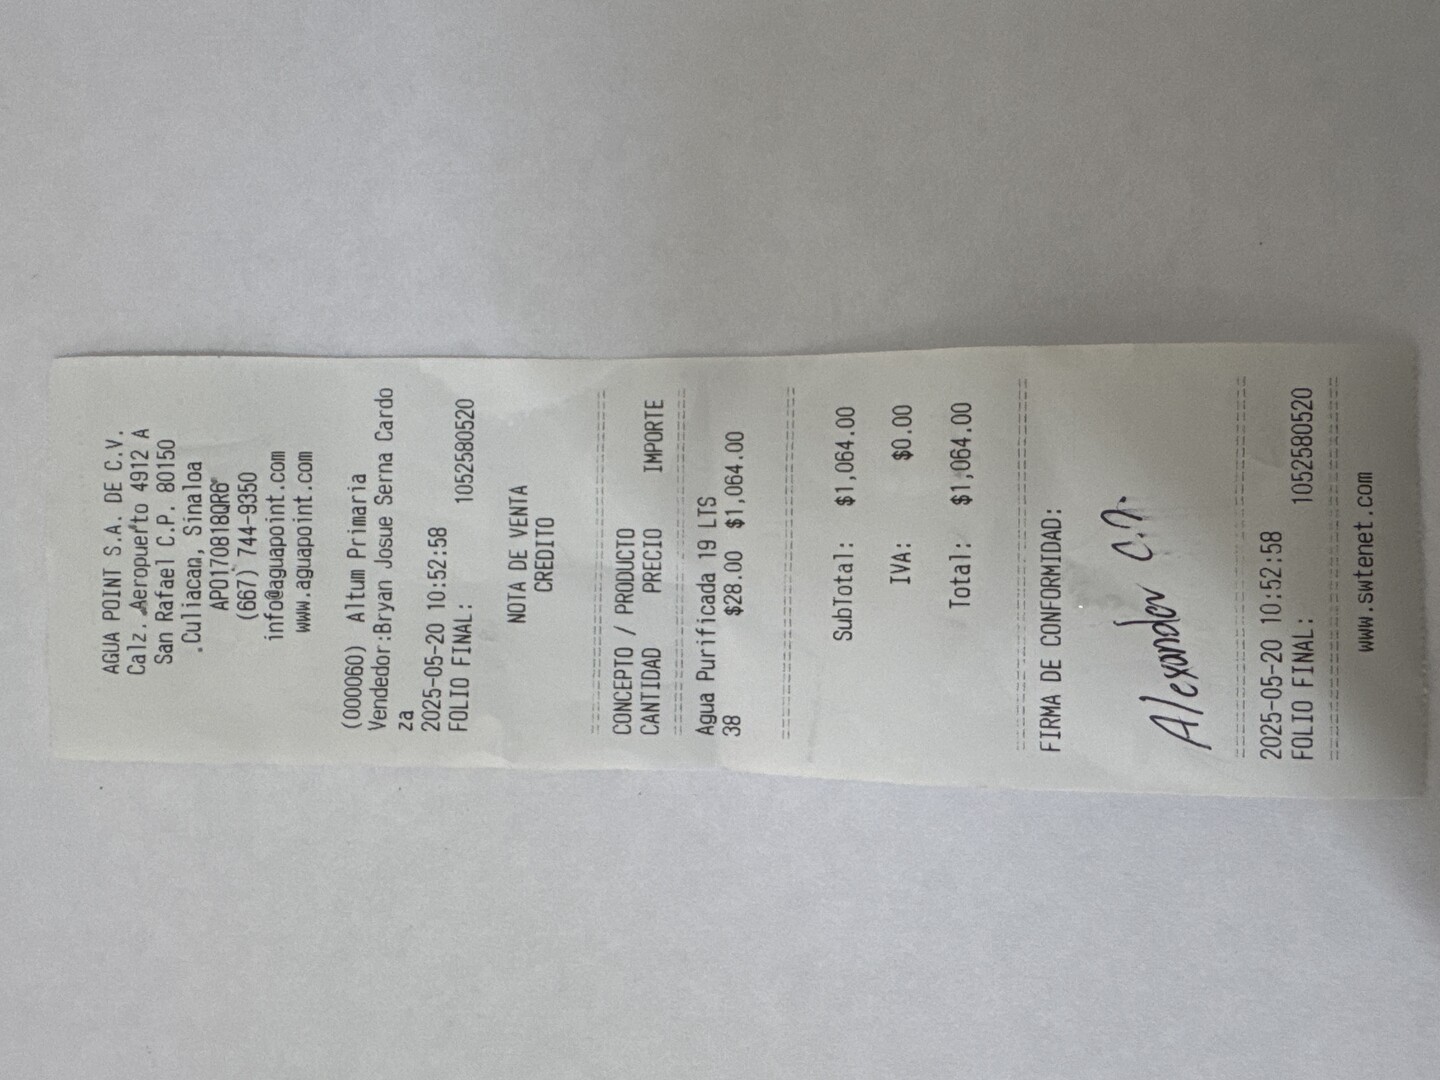 AGUA POINT S.A. DE C.V.
Calz. Aeropuerto 4912 A
San Rafael C.P. 80150
.Culiacan, Sinaloa
APO170818QR6
(667) 744-9350
info@aguapoint.com
www.aguapoint.com
(000060) Altum Primaria
Vendedor:Bryan Josue Serna Cardo
za
2025-05-20 10:52:58
FOLIO FINAL: 1052580520
NOTA DE VENTA
CREDITO
CONCEPTO / PRODUCTO
CANTIDAD PRECIO IMPORTE
Agua Purificada 19 LTS
38 $28.00 $1,064.00
SubTotal: $1,064.00
IVA: $0.00
Total: $1,064.00
FIRMA DE CONFORMIDAD:
Alexander C.J.
2025-05-20 10:52:58
FOLIO FINAL: 1052580520
www.swtenet.com